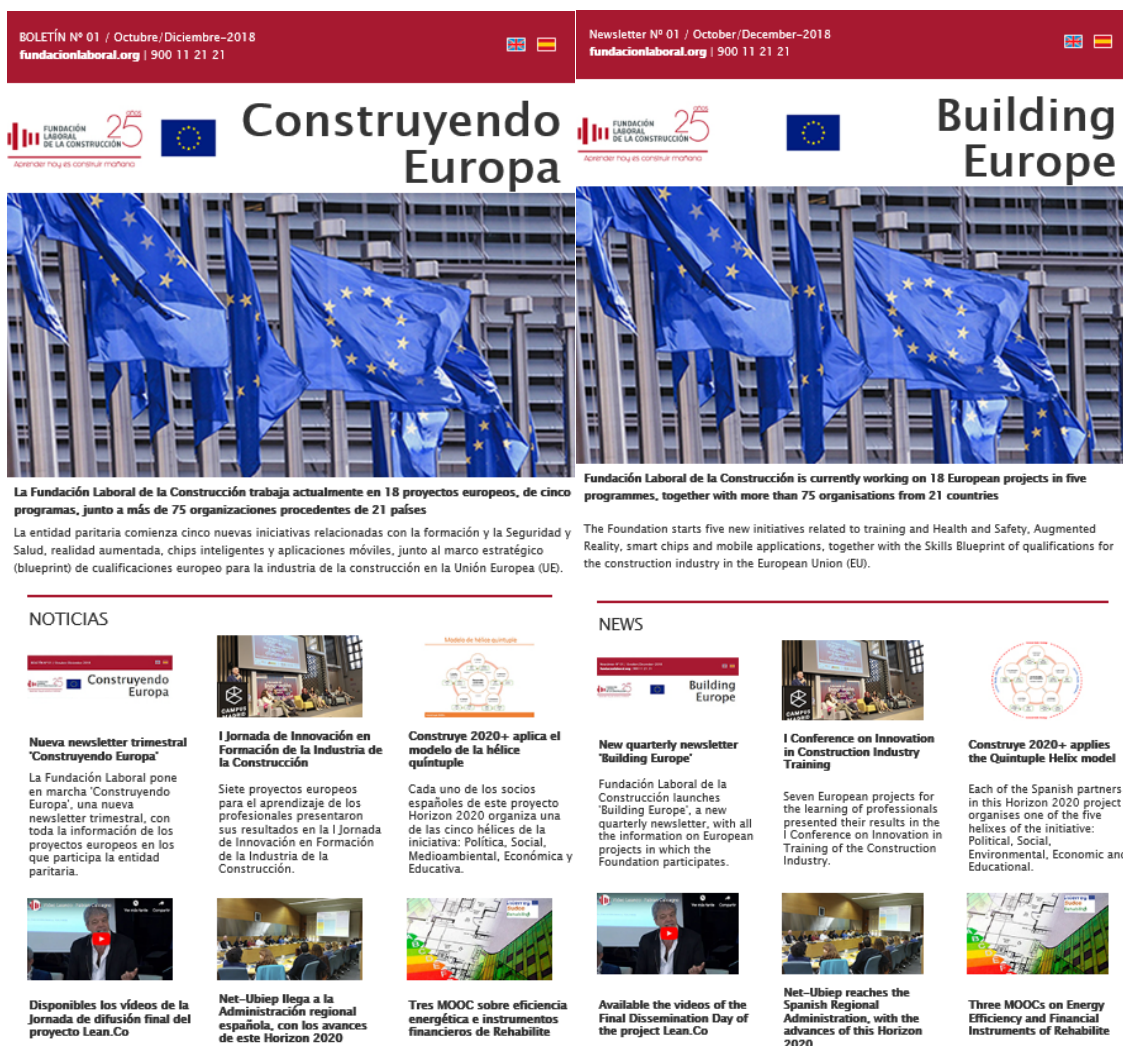 BOLETÍN Nº 01 / Octubre/Diciembre-2018
fundacionlaboral.org | 900 11 21 21
FUNDACIÓN
LABORAL
DE LA CONSTRUCCIÓN
25
años
Aprender hoy es construir mañana
Construyendo
Europa
La Fundación Laboral de la Construcción trabaja actualmente en 18 proyectos europeos, de cinco
programas, junto a más de 75 organizaciones procedentes de 21 países
La entidad paritaria comienza cinco nuevas iniciativas relacionadas con la formación y la Seguridad y
Salud, realidad aumentada, chips inteligentes y aplicaciones móviles, junto al marco estratégico
(blueprint) de cualificaciones europeo para la industria de la construcción en la Unión Europea (UE).
NOTICIAS
Construyendo
Europa
Nueva newsletter trimestral
'Construyendo Europa'
La Fundación Laboral pone
en marcha 'Construyendo
Europa', una nueva
newsletter trimestral, con
toda la información de los
proyectos europeos en los
que participa la entidad
paritaria.
CAMPUS
MADRID
I Jornada de Innovación en
Formación de la Industria de
la Construcción
Siete proyectos europeos
para el aprendizaje de los
profesionales presentaron
sus resultados en la I Jornada
de Innovación en Formación
de la Industria de la
Construcción.
Modelo de hélice quíntuple
Construye 2020+ aplica el
modelo de la hélice
quíntuple
Cada uno de los socios
españoles de este proyecto
Horizon 2020 organiza una
de las cinco hélices de la
iniciativa: Política, Social,
Medioambiental, Económica y
Educativa.
Disponibles los vídeos de la
Jornada de difusión final del
proyecto Lean.Co
Net-Ubiep llega a la
Administración regional
española, con los avances
de este Horizon 2020
Tres MOOC sobre eficiencia
energética e instrumentos
financieros de Rehabilite
Newsletter Nº 01 / October/December-2018
fundacionlaboral.org | 900 11 21 21
FUNDACIÓN
LABORAL
DE LA CONSTRUCCIÓN
25
años
Aprender hoy es construir mañana
Building
Europe
Fundación Laboral de la Construcción is currently working on 18 European projects in five
programmes, together with more than 75 organisations from 21 countries
The Foundation starts five new initiatives related to training and Health and Safety, Augmented
Reality, smart chips and mobile applications, together with the Skills Blueprint of qualifications for
the construction industry in the European Union (EU).
NEWS
Building
Europe
New quarterly newsletter
'Building Europe'
Fundación Laboral de la
Construcción launches
'Building Europe', a new
quarterly newsletter, with all
the information on European
projects in which the
Foundation participates.
CAMPUS
MADRID
I Conference on Innovation
in Construction Industry
Training
Seven European projects for
the learning of professionals
presented their results in the
I Conference on Innovation in
Training of the Construction
Industry.
Construye 2020+ applies
the Quintuple Helix model
Each of the Spanish partners
in this Horizon 2020 project
organises one of the five
helixes of the initiative:
Political, Social,
Environmental, Economic and
Educational.
Available the videos of the
Final Dissemination Day of
the project Lean.Co
Net-Ubiep reaches the
Spanish Regional
Administration, with the
advances of this Horizon
2020
Three MOOCs on Energy
Efficiency and Financial
Instruments of Rehabilite